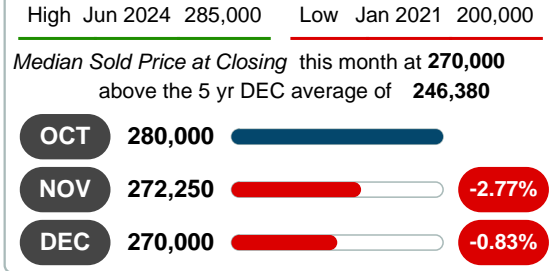 High Jun 2024 285,000 Low Jan 2021 200,000
Median Sold Price at Closing this month at 270,000
above the 5 yr DEC average of 246,380
OCT 280,000
NOV 272,250 -2.77%
DEC 270,000 -0.83%